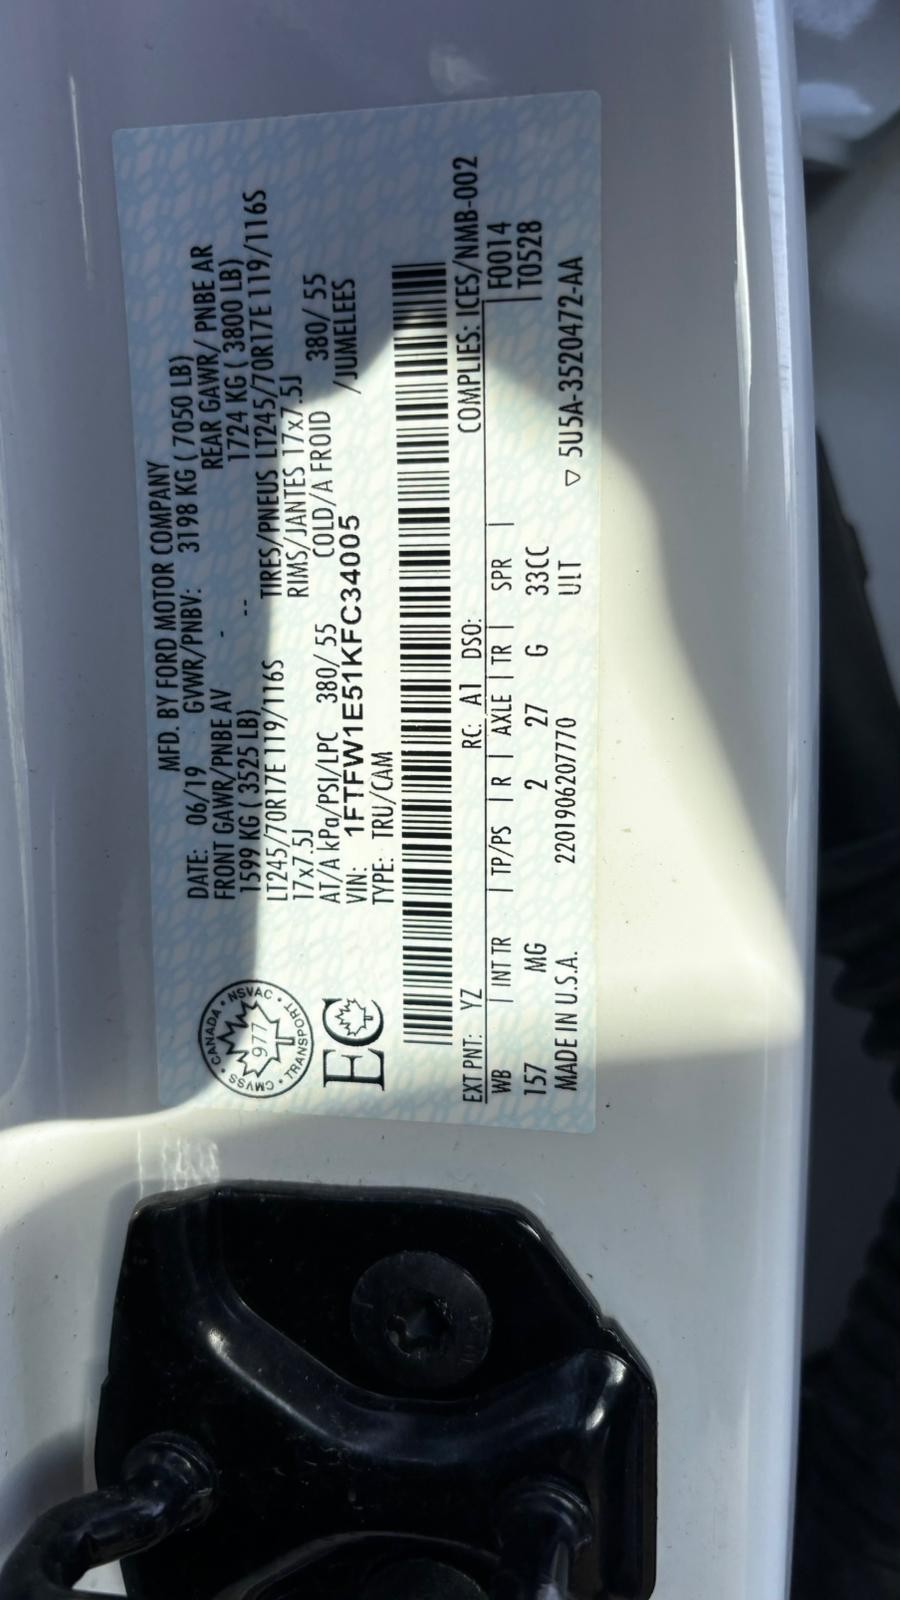 MFD. BY FORD MOTOR COMPANY
DATE: 06/19 GVWR/PNBV: 3198 KG ( 7050 LB)
FRONT GAWR/PNBE AV - REAR GAWR/ PNBE AR
1599 KG ( 3525 LB) -- 1724 KG ( 3800 LB)
LT245/70R17E 119/116S TIRES/PNEUS LT245/70R17E 119/116S
17x7.5J RIMS/JANTES 17x7.5J
AT/A kPa/PSI/LPC 380/ 55 COLD/A FROID 380/ 55
VIN: 1FTFW1E51KFC34005 /JUMELEES
TYPE: TRU/CAM
CANADA • NSVAC • TRANSPORT • CMVSS •
977
EC
EXT PNT: YZ RC: A1 DSO: COMPLIES: ICES/NMB-002
WB | INT TR | TP/PS | R | AXLE | TR | SPR | F0014
157 MG 2 27 G 33CC T0528
MADE IN U.S.A. 2201906207770 ULT ▽ 5U5A-3520472-AA